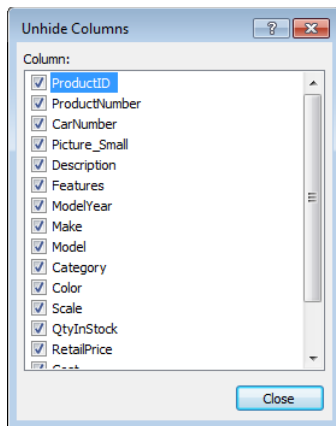 Unhide Columns
Column:
ProductID
ProductNumber
CarNumber
Picture_Small
Description
Features
ModelYear
Make
Model
Category
Color
Scale
QtyInStock
RetailPrice
Close